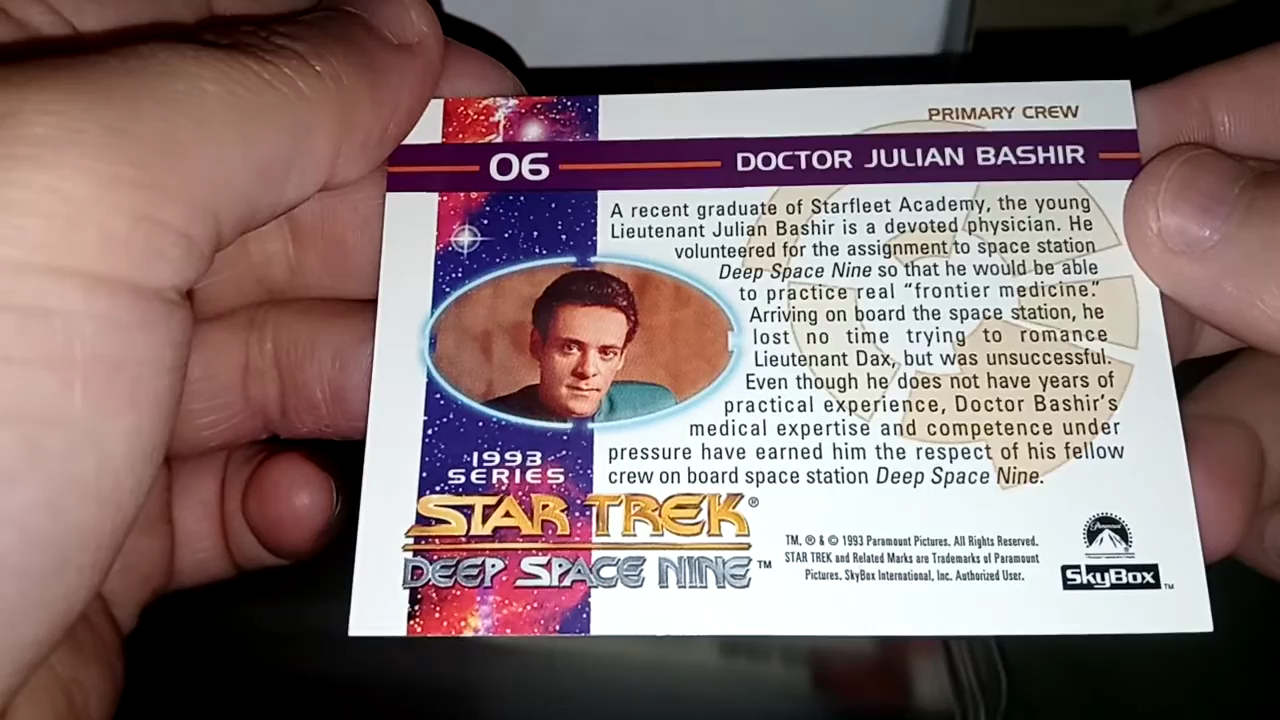 PRIMARY CREW
06 DOCTOR JULIAN BASHIR
A recent graduate of Starfleet Academy, the young
Lieutenant Julian Bashir is a devoted physician. He
volunteered for the assignment to space station
Deep Space Nine so that he would be able
to practice real "frontier medicine."
Arriving on board the space station, he
lost no time trying to romance
Lieutenant Dax, but was unsuccessful.
Even though he does not have years of
practical experience, Doctor Bashir's
medical expertise and competence under
pressure have earned him the respect of his fellow
crew on board space station Deep Space Nine.
1993
SERIES
STAR TREK®
DEEP SPACE NINE™
TM, ® & © 1993 Paramount Pictures. All Rights Reserved.
STAR TREK and Related Marks are Trademarks of Paramount
Pictures. SkyBox International, Inc. Authorized User.
Paramount
SkyBox™